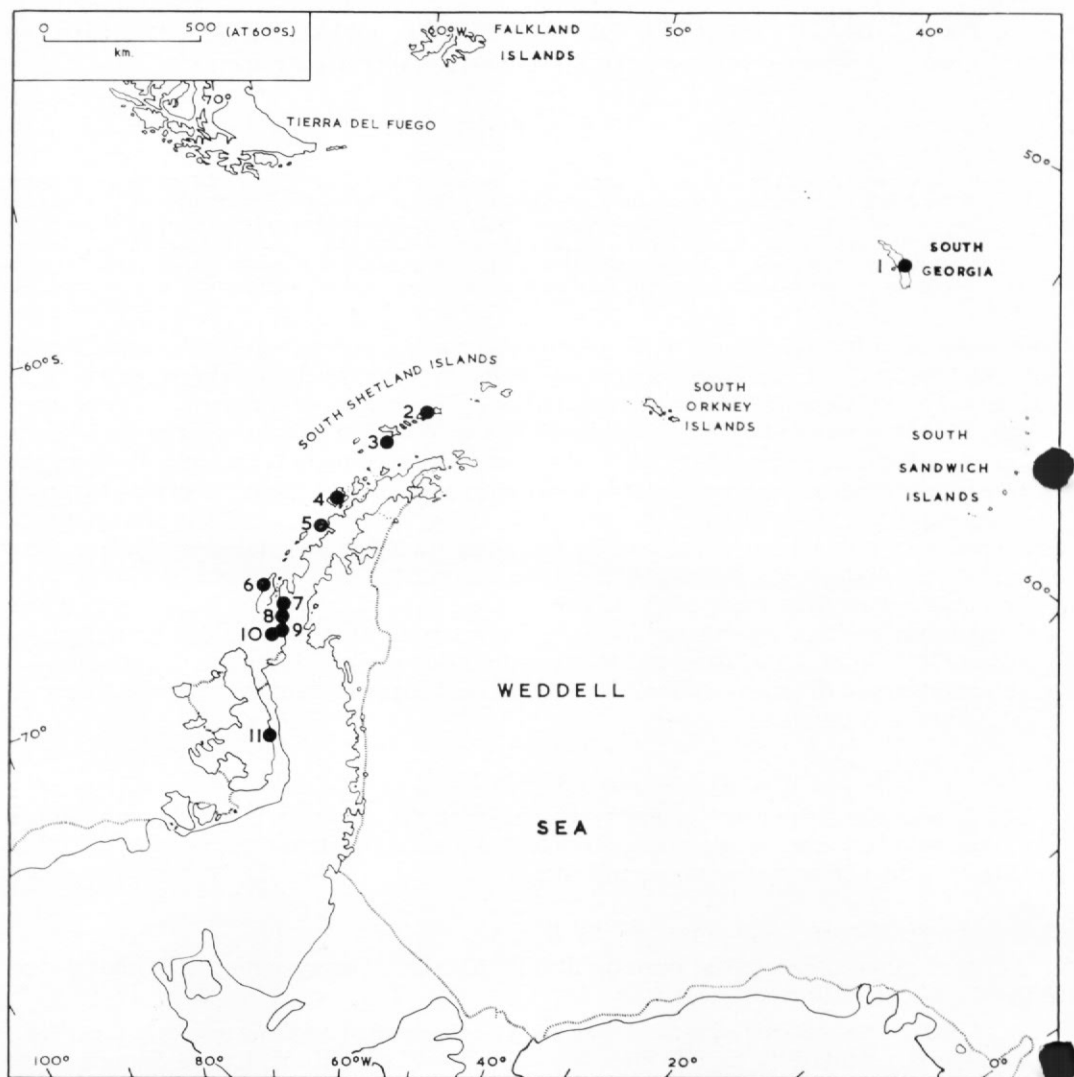 0 500 (AT 60°S.)
km.
60°W.
FALKLAND
ISLANDS
50°
40°
70°
TIERRA DEL FUEGO
50°
1
SOUTH
GEORGIA
60°S.
SOUTH SHETLAND ISLANDS
2
3
SOUTH
ORKNEY
ISLANDS
SOUTH
SANDWICH
ISLANDS
4
5
6
7
8
9
10
60°
WEDDELL
11
70°
SEA
100°
80°
60°W.
40°
20°
0°